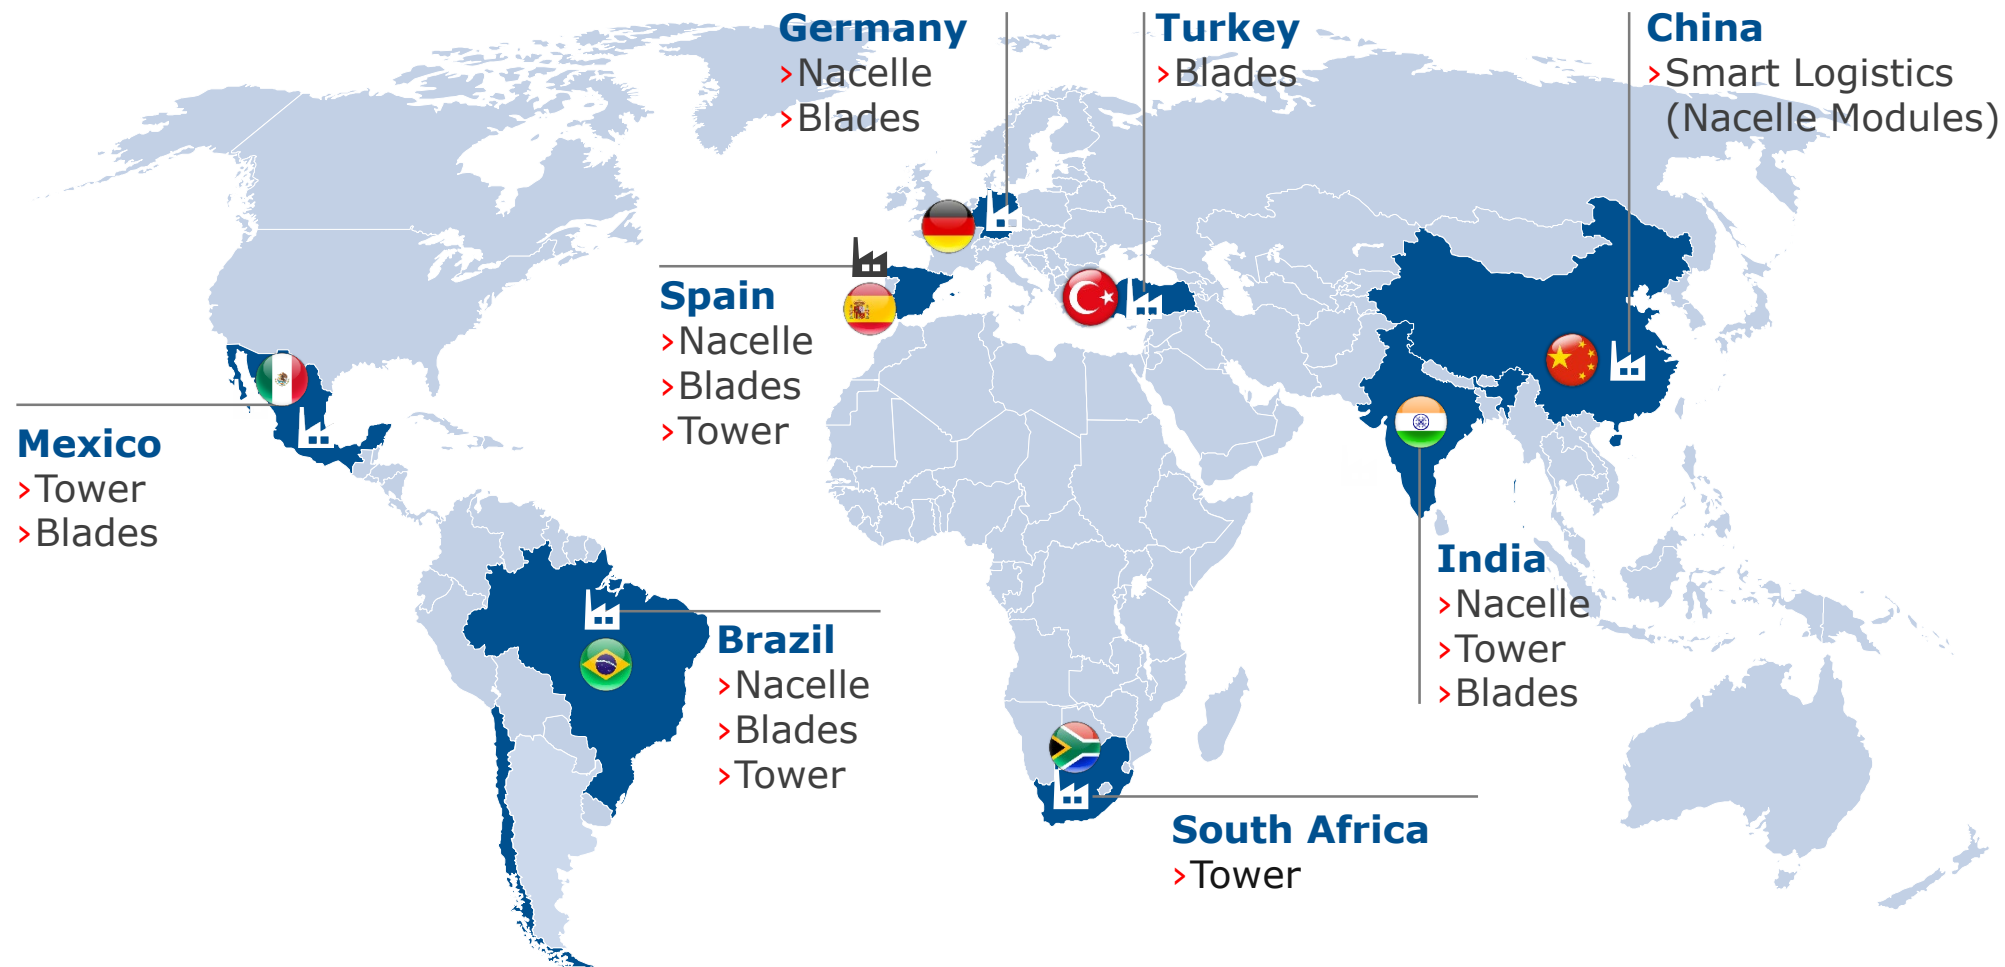 Germany
›Nacelle
›Blades
Turkey
›Blades
China
›Smart Logistics
(Nacelle Modules)
Spain
›Nacelle
›Blades
›Tower
Mexico
›Tower
›Blades
India
›Nacelle
›Tower
›Blades
Brazil
›Nacelle
›Blades
›Tower
South Africa
›Tower